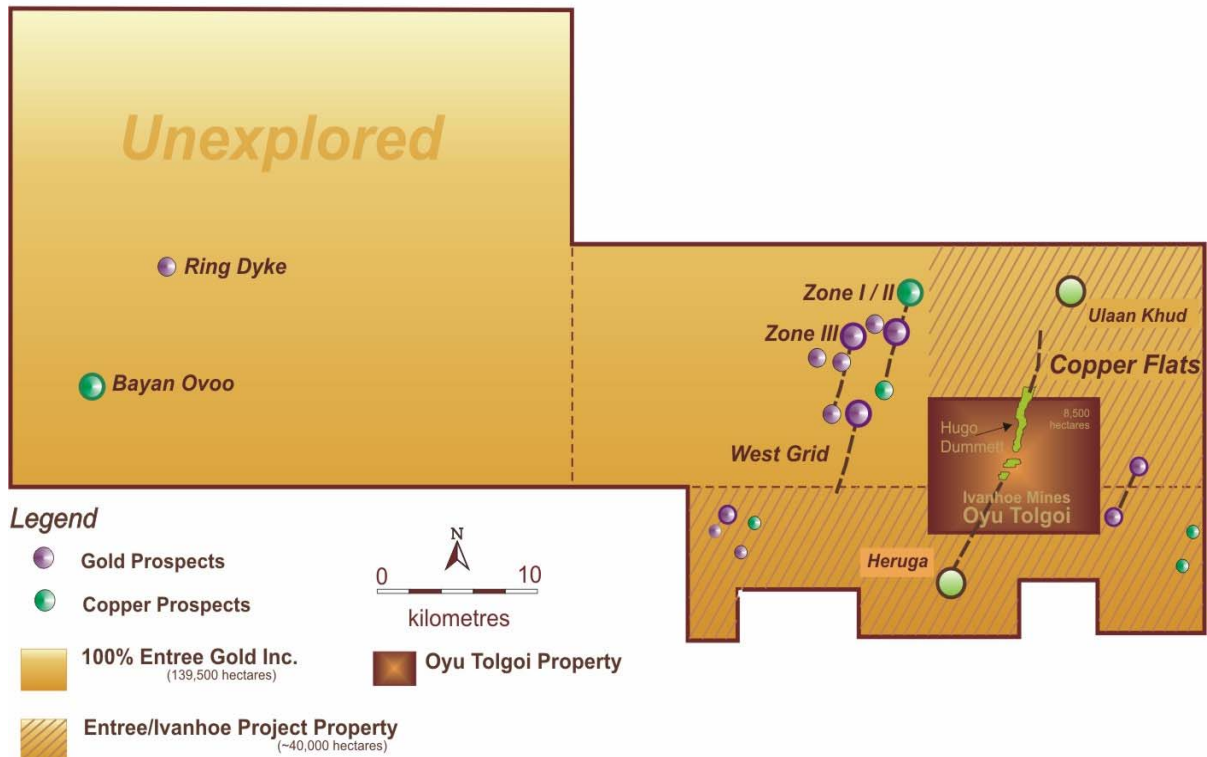 Unexplored
Ring Dyke
Bayan Ovoo
Zone I / II
Zone III
West Grid
Ulaan Khud
Copper Flats
8,500
hectares
Hugo
Dummett
Ivanhoe Mines
Oyu Tolgoi
Heruga
Legend
Gold Prospects
Copper Prospects
100% Entree Gold Inc.
(139,500 hectares)
Entree/Ivanhoe Project Property
(~40,000 hectares)
N
0 10
kilometres
Oyu Tolgoi Property